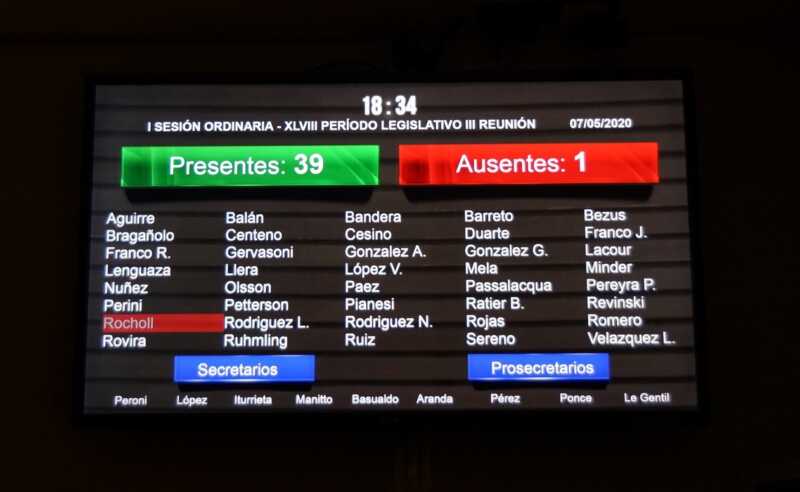 18:34
I SESIÓN ORDINARIA - XLVIII PERÍODO LEGISLATIVO III REUNIÓN 07/05/2020
Presentes: 39 Ausentes: 1
Aguirre Balán Bandera Barreto Bezus
Bragañolo Centeno Cesino Duarte Franco J.
Franco R. Gervasoni Gonzalez A. Gonzalez G. Lacour
Lenguaza Llera López V. Mela Minder
Nuñez Olsson Paez Passalacqua Pereyra P.
Perini Petterson Pianesi Ratier B. Revinski
Rocholl Rodriguez L. Rodriguez N. Rojas Romero
Rovira Ruhmling Ruiz Sereno Velazquez L.
Secretarios Prosecretarios
Peroni López Iturrieta Manitto Basualdo Aranda Pérez Ponce Le Gentil